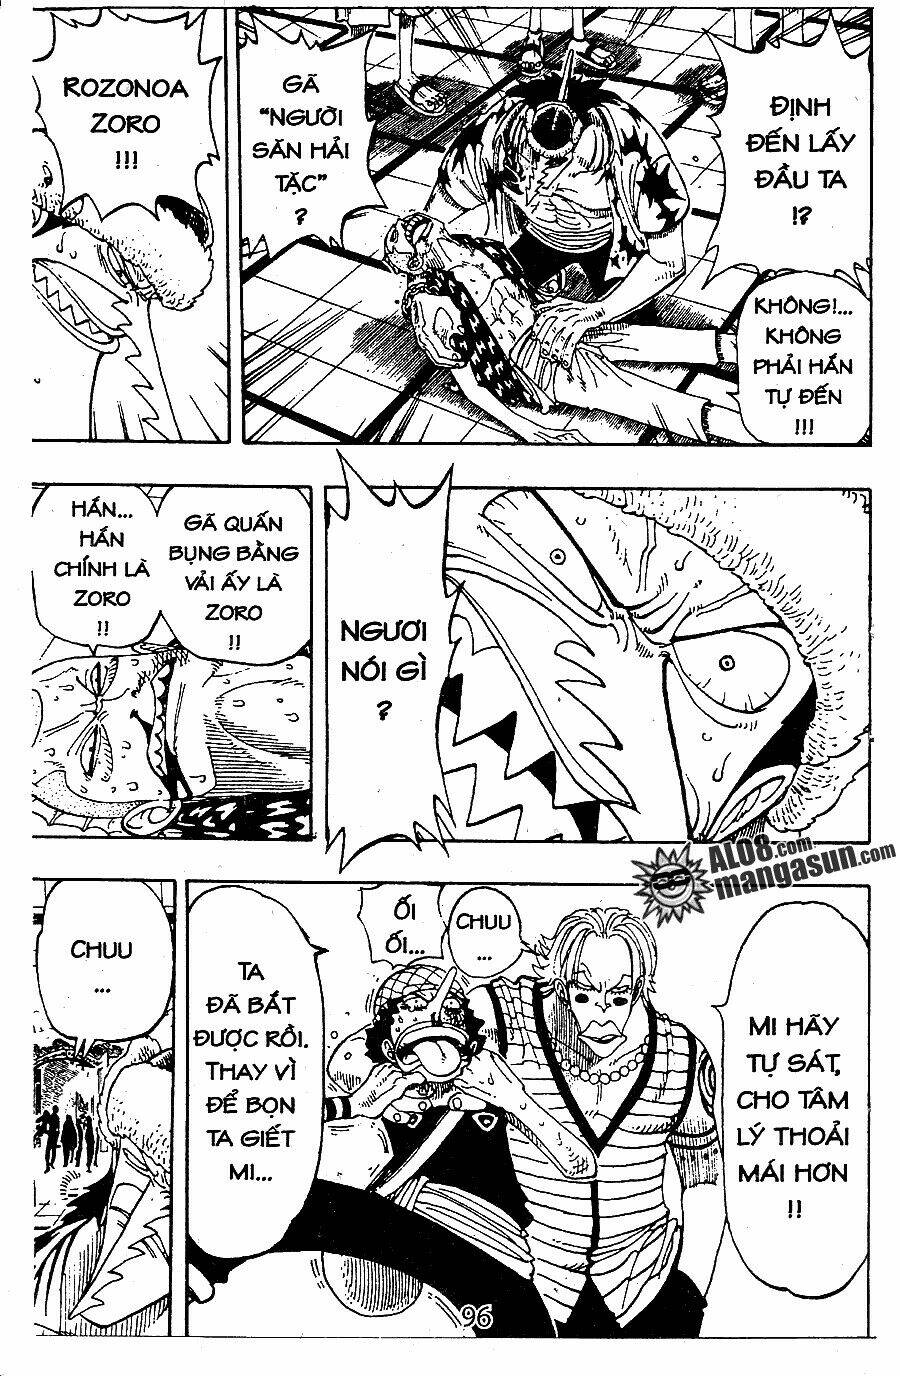 ROZONOA
ZORO
!!!
GÃ
"NGƯỜI
SĂN HẢI
TẶC"
?
ĐỊNH
ĐẾN LẤY
ĐẦU TA
!?
KHÔNG!...
KHÔNG
PHẢI HẮN
TỰ ĐẾN
!!!
HẮN...
HẮN
CHÍNH LÀ
ZORO
!!
GÃ QUẤN
BỤNG BẰNG
VẢI ẤY LÀ
ZORO
!!
NGƯƠI
NÓI GÌ
?
AL08.com
mangasun.com
CHUU
...
TA
ĐÃ BẮT
ĐƯỢC RỒI.
THAY VÌ
ĐỂ BỌN
TA GIẾT
MI...
ỐI
ỐI...
CHUU
...
MI HÃY
TỰ SÁT,
CHO TÂM
LÝ THOẢI
MÁI HƠN
!!
96